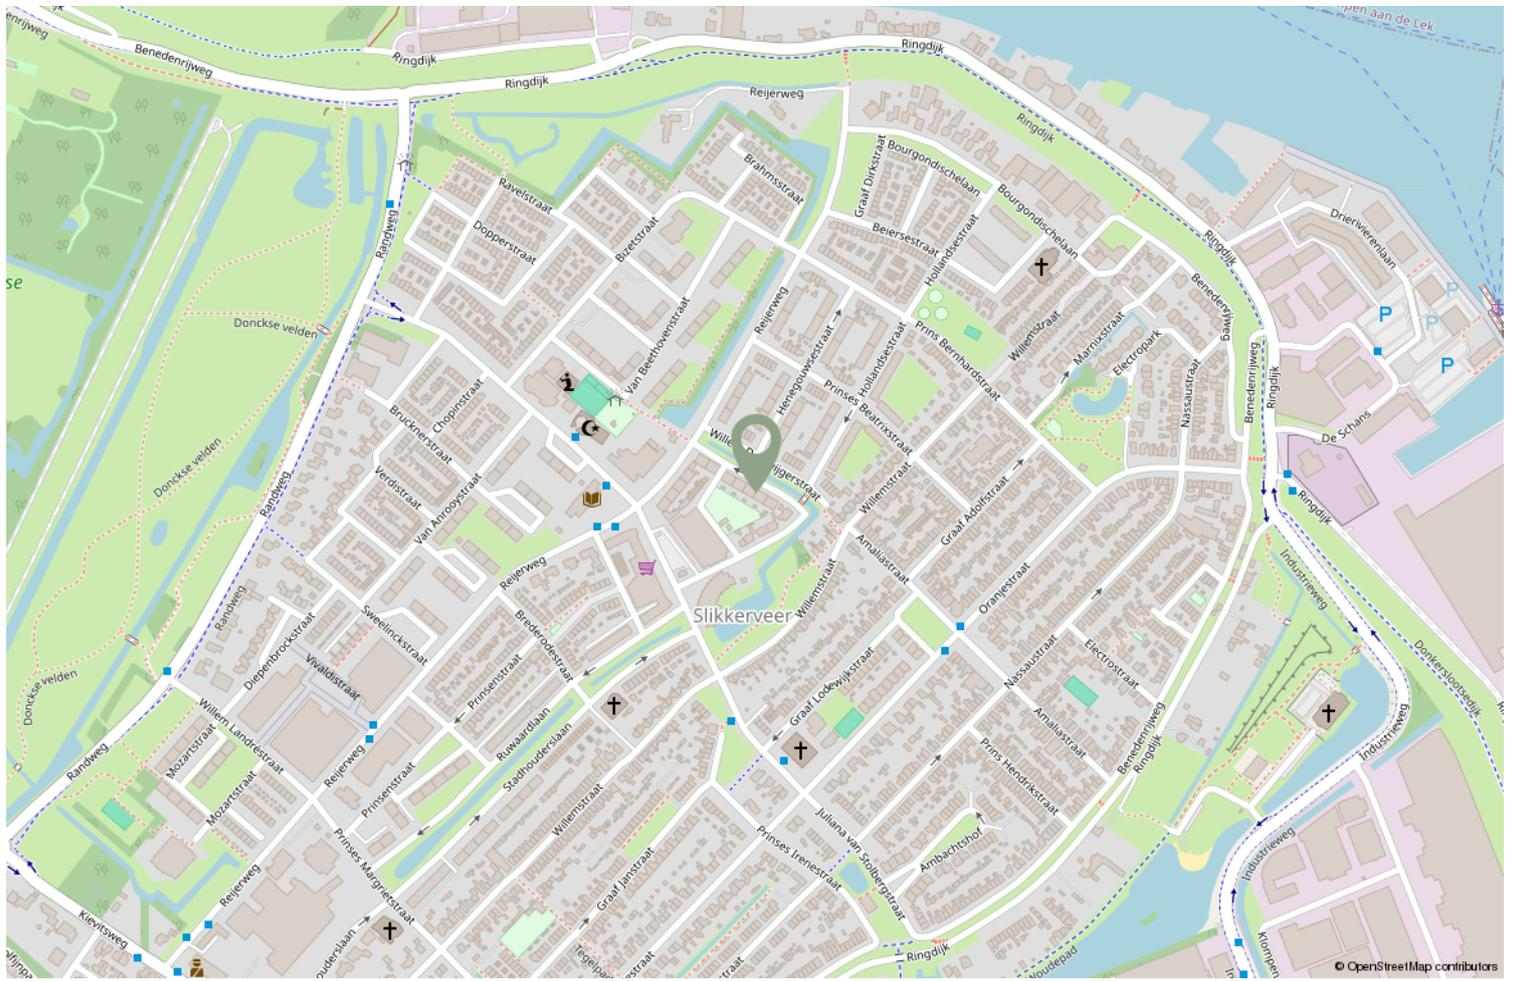 Benedenrijweg
Ringdijk
Ringdijk
Ringdijk
Ringdijk
Reijerweg
Ravelstraat
Dopperstraat
Bizetstraat
Brahmsstraat
Graaf Dirkstraat
Bourgondischelaan
Bourgondischelaan
Beiersestraat
Hollandsestraat
Ringdijk
Drierivierenlaan
Randweg
se
Donckse velden
Van Beethovenstraat
Reijerweg
Henegouwsestraat
Hollandsestraat
Prins Bernhardstraat
Willemstraat
Marnixstraat
Electropark
Benedenrijweg
Benedenrijweg
Ringdijk
Nassaustraat
P
P
P
P
De Schans
Chopinstraat
Brucknerstraat
Verdistraat
Van Anrooystraat
Prinses Beatrixstraat
Willemstraat
Graaf Adolfstraat
Donckse velden
Randweg
Ringdijk
Reijerweg
Amaliastraat
Oranjestraat
Willemstraat
Slikkerveer
Industrieweg
Randweg
Diepenbrockstraat
Sweelinckstraat
Vivaldistraat
Brederodestraat
Prinsenstraat
Ruwaardlaan
Stadhouderslaan
Graaf Lodewijkstraat
Nassaustraat
Electrostraat
Amaliastraat
Donkerslootsedijk
Donckse velden
Willem Landréstraat
Mozartstraat
Mozartstraat
Randweg
Reijerweg
Prinsenstraat
Willemstraat
Prins Hendrikstraat
Benedenrijweg
Ringdijk
Industrieweg
Prinses Margrietstraat
Prinses Irenestraat
Juliana van Stolbergstraat
Ambachtshof
Industrieweg
Graaf Janstraat
Reijerweg
Kievitsweg
Ringdijk
© OpenStreetMap contributors